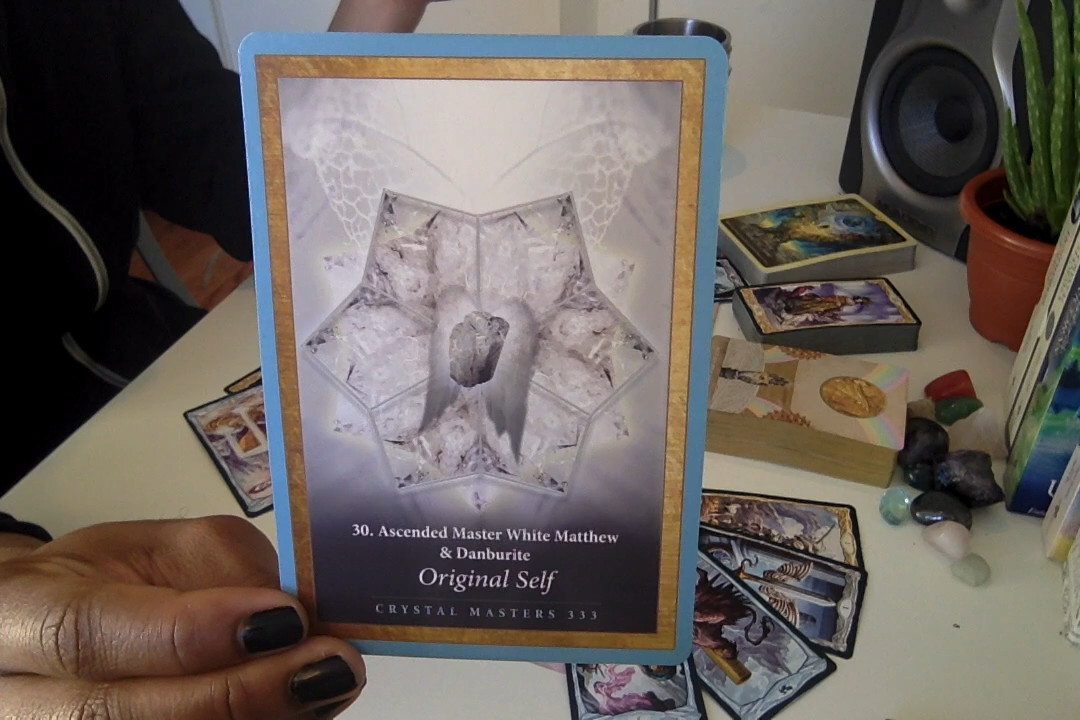 30. Ascended Master White Matthew
& Danburite
Original Self
CRYSTAL MASTERS 333